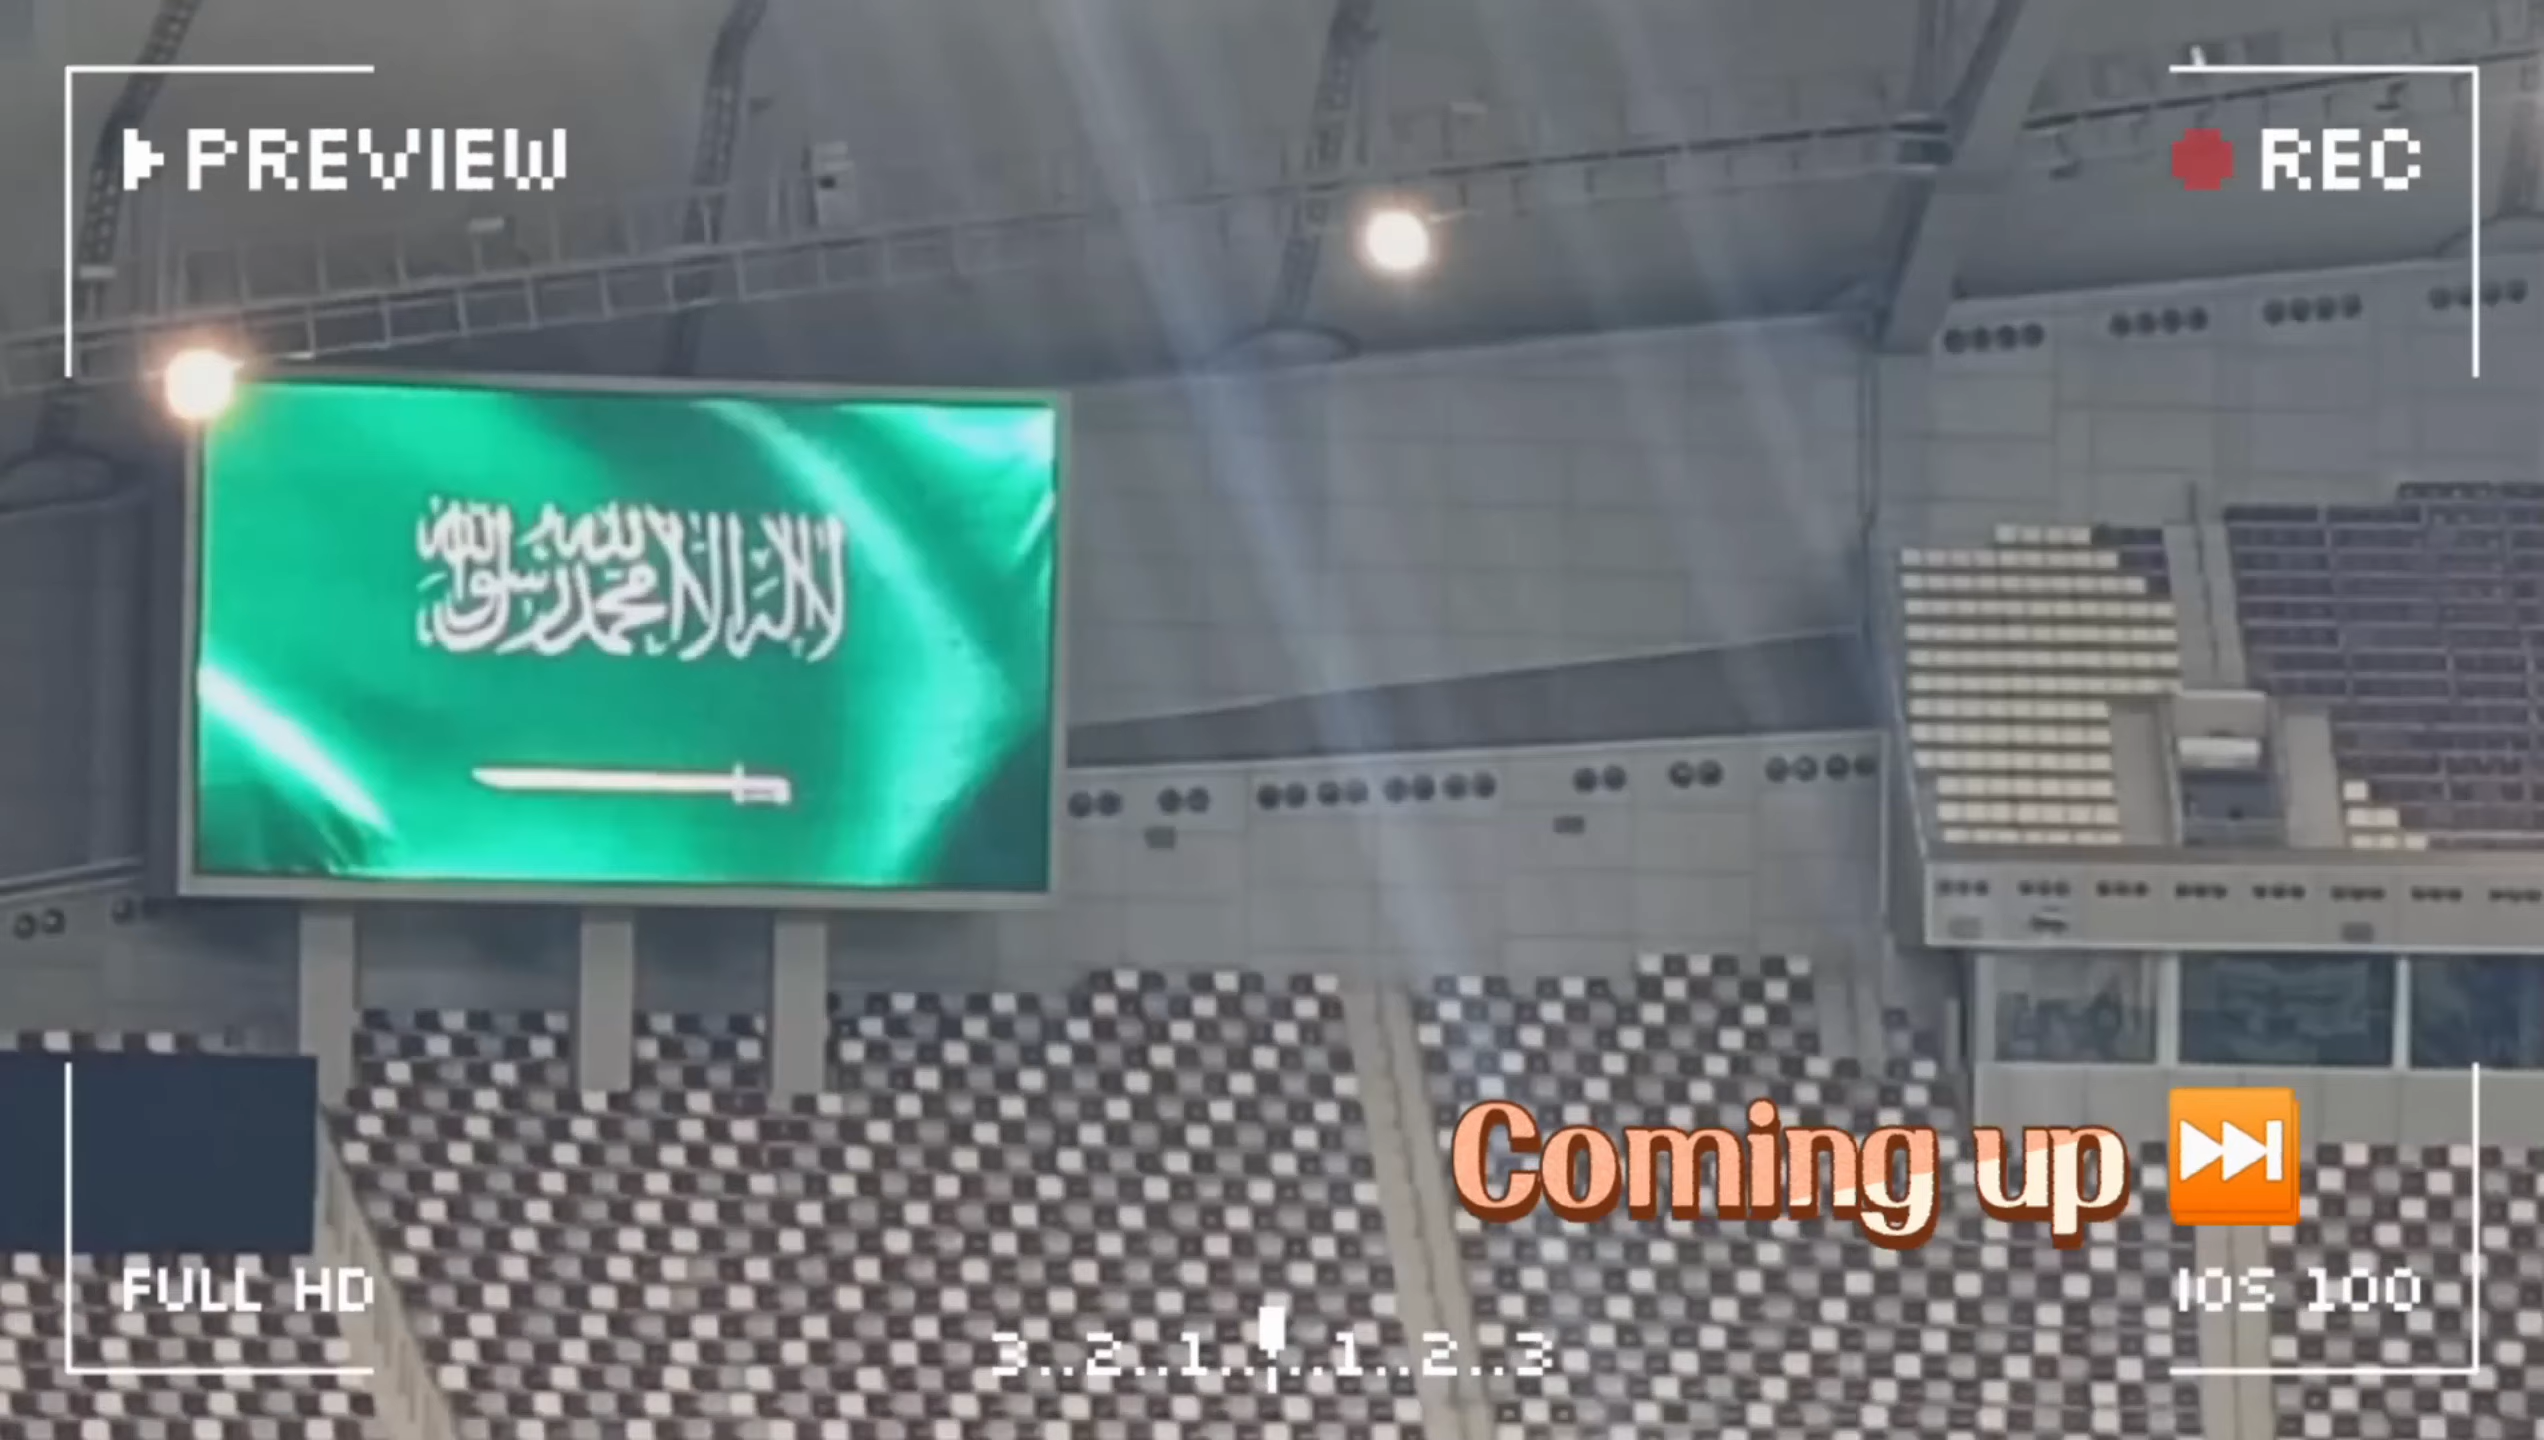 PREVIEW
REC
لا إله إلا الله محمد رسول الله
Coming up
FULL HD
IOS 100
3..2..1......1..2..3